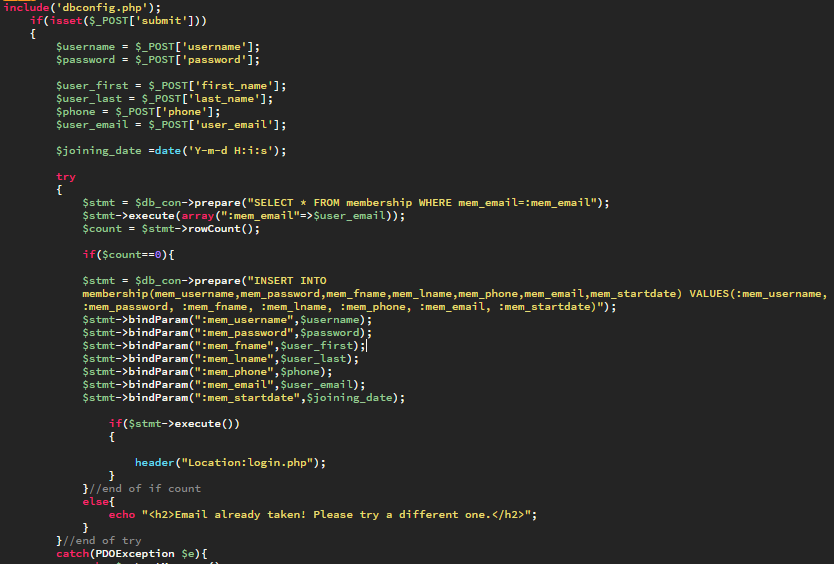 include('dbconfig.php');
if(isset($_POST['submit']))
{
$username = $_POST['username'];
$password = $_POST['password'];
$user_first = $_POST['first_name'];
$user_last = $_POST['last_name'];
$phone = $_POST['phone'];
$user_email = $_POST['user_email'];
$joining_date =date('Y-m-d H:i:s');
try
{
$stmt = $db_con->prepare("SELECT * FROM membership WHERE mem_email=:mem_email");
$stmt->execute(array(":mem_email"=>$user_email));
$count = $stmt->rowCount();
if($count==0){
$stmt = $db_con->prepare("INSERT INTO
membership(mem_username,mem_password,mem_fname,mem_lname,mem_phone,mem_email,mem_startdate) VALUES(:mem_username,
:mem_password, :mem_fname, :mem_lname, :mem_phone, :mem_email, :mem_startdate)");
$stmt->bindParam(":mem_username",$username);
$stmt->bindParam(":mem_password",$password);
$stmt->bindParam(":mem_fname",$user_first);
$stmt->bindParam(":mem_lname",$user_last);
$stmt->bindParam(":mem_phone",$phone);
$stmt->bindParam(":mem_email",$user_email);
$stmt->bindParam(":mem_startdate",$joining_date);
if($stmt->execute())
{
header("Location:login.php");
}
}//end of if count
else{
echo "<h2>Email already taken! Please try a different one.</h2>";
}
}//end of try
catch(PDOException $e){